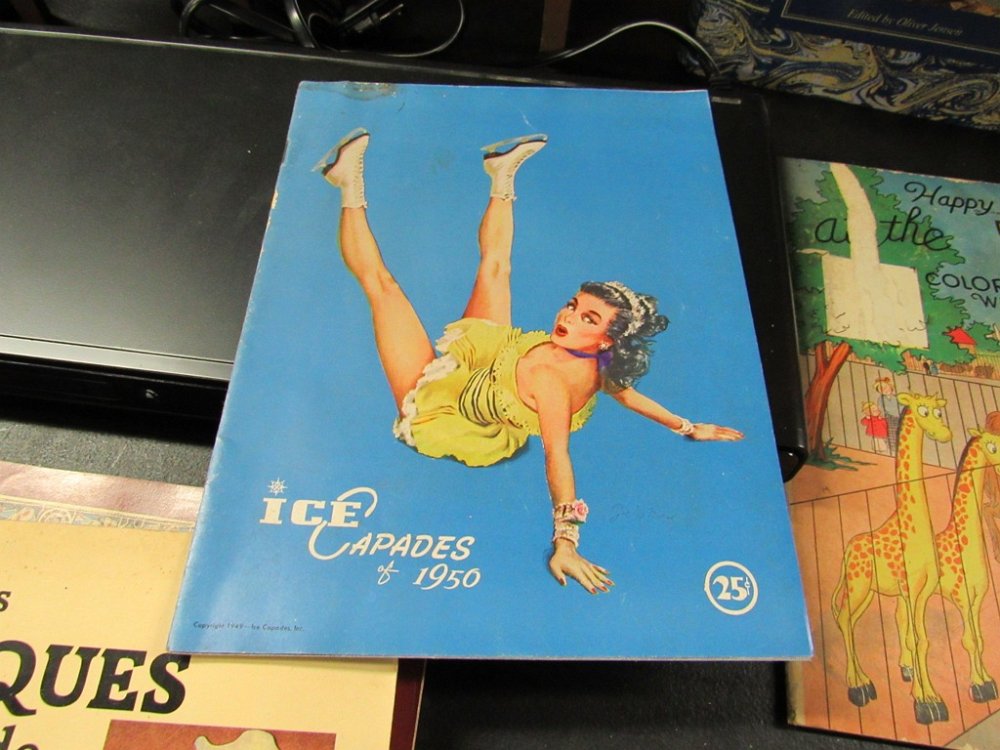 Edited by Oliver Jensen
Happy
at the
COLOR
W
ICE
CAPADES
of 1950
25¢
Copyright 1949—Ice Capades, Inc.
s
QUES
de